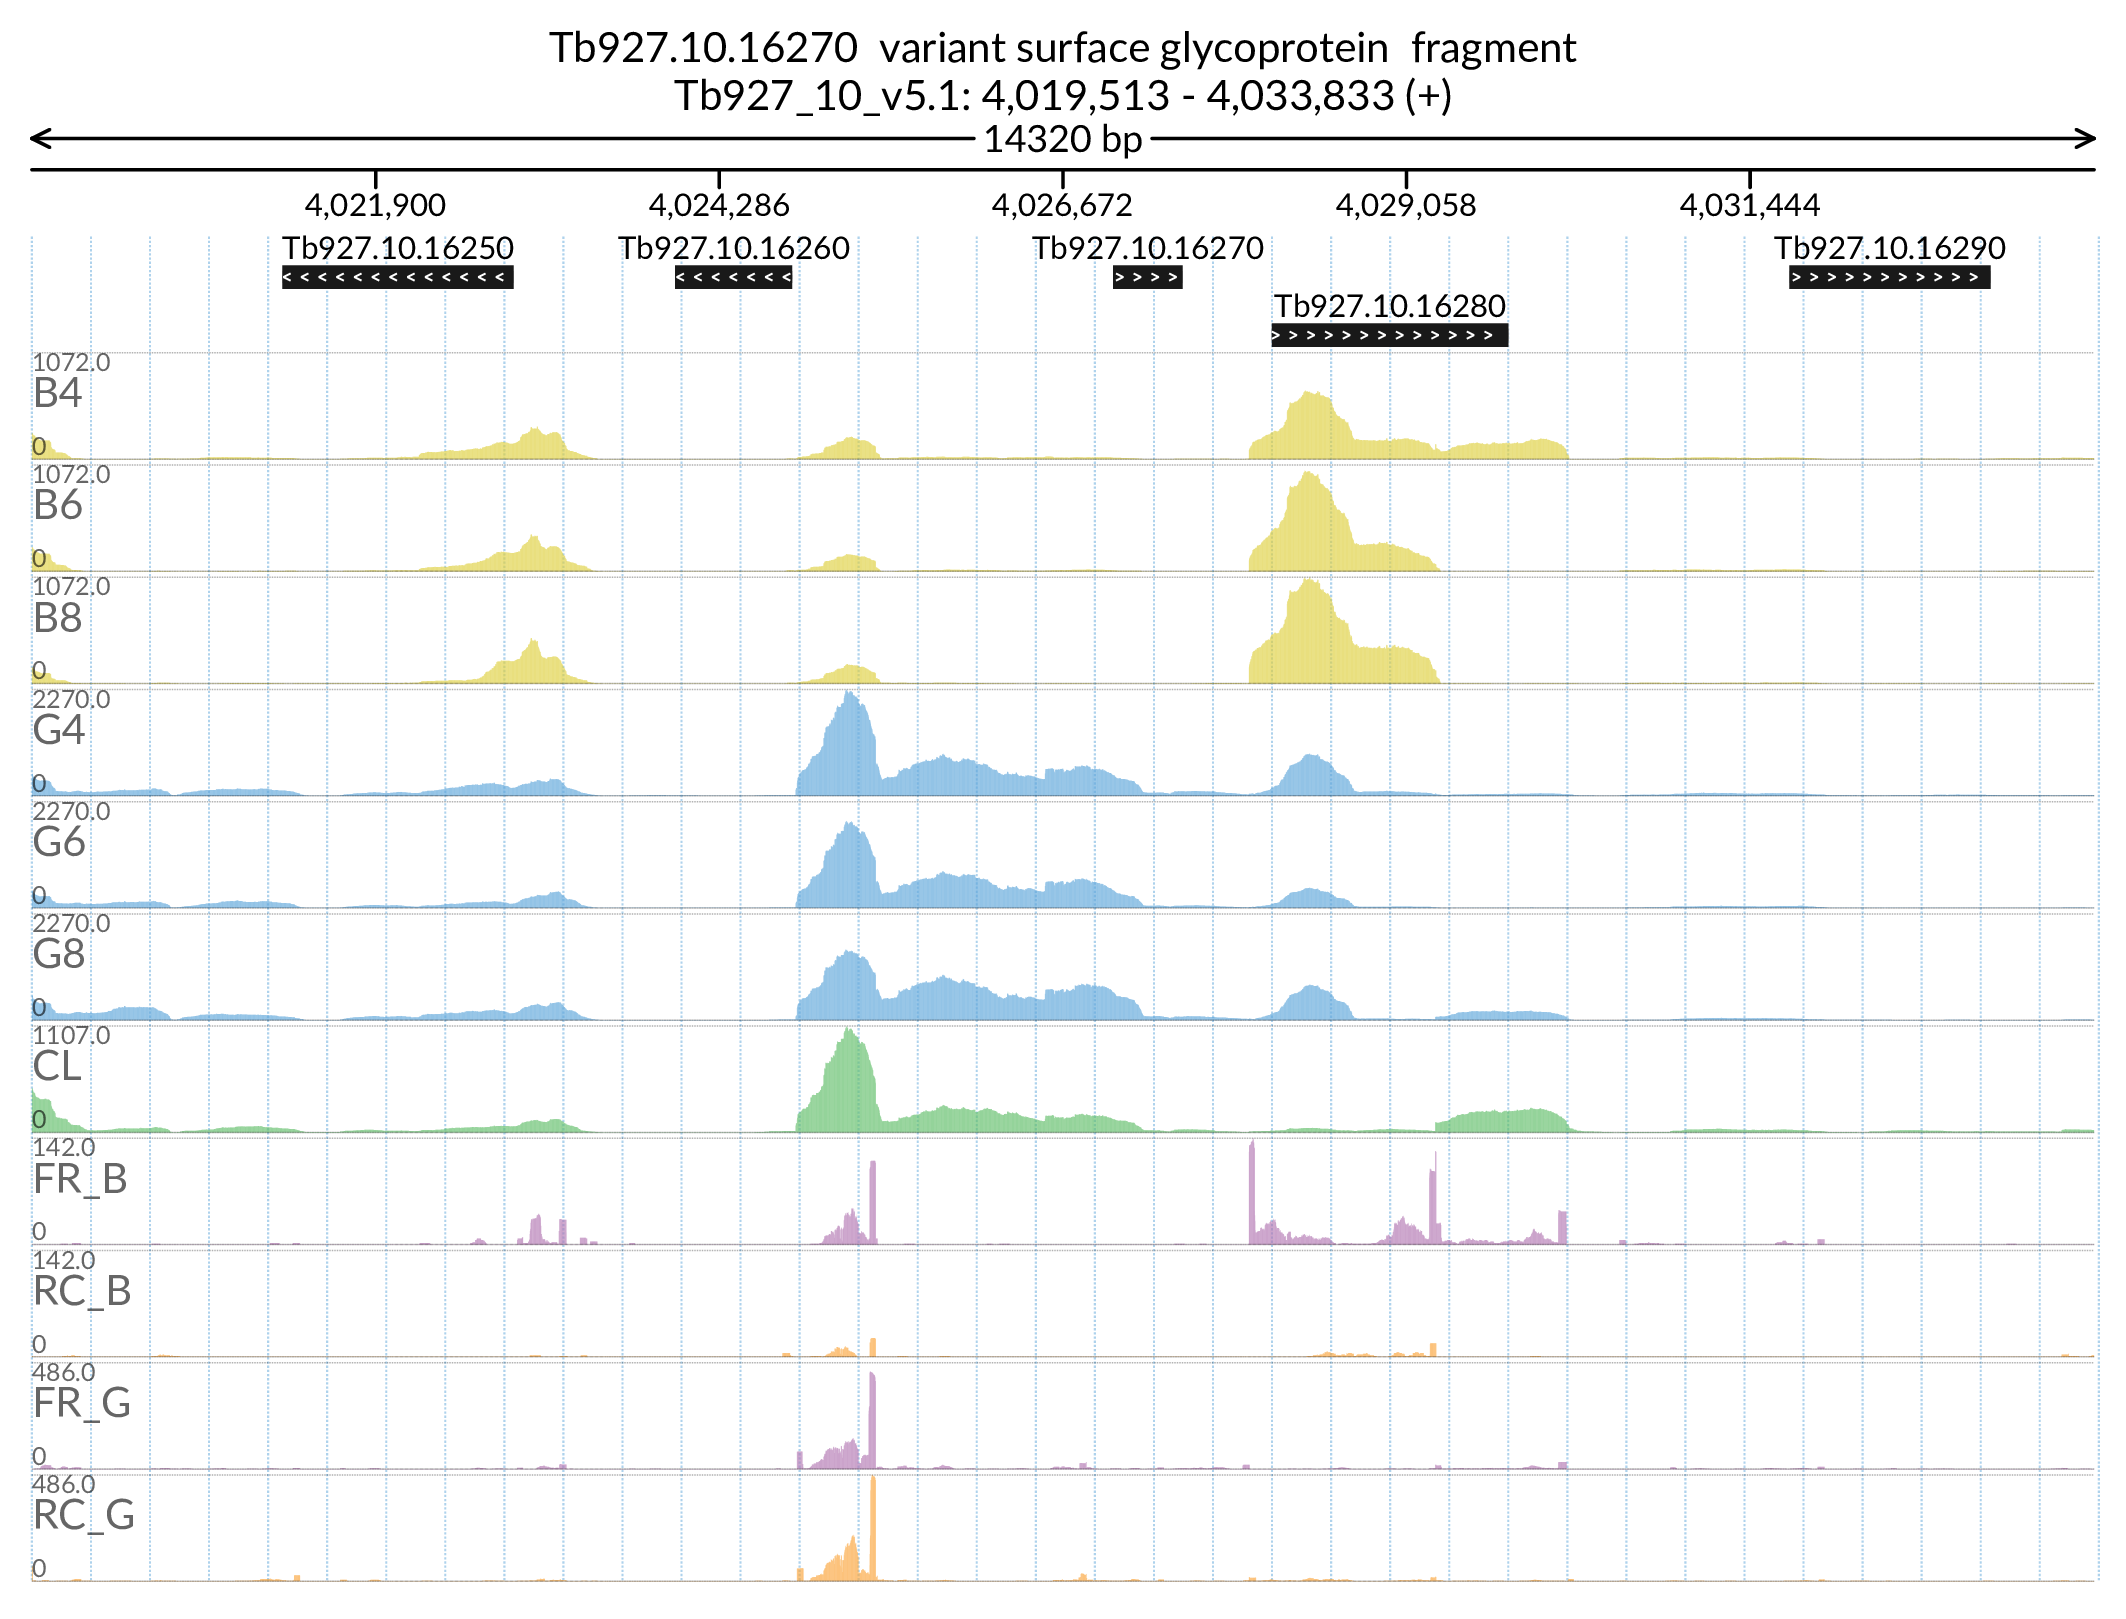 Tb927.10.16270  variant surface glycoprotein  fragment
Tb927_10_v5.1: 4,019,513 - 4,033,833 (+)
14320 bp
4,021,900 4,024,286 4,026,672 4,029,058 4,031,444
Tb927.10.16250 Tb927.10.16260 Tb927.10.16270 Tb927.10.16290
Tb927.10.16280
1072.0
B4
0
1072.0
B6
0
1072.0
B8
0
2270.0
G4
0
2270.0
G6
0
2270.0
G8
0
1107.0
CL
0
142.0
FR_B
0
142.0
RC_B
0
486.0
FR_G
0
486.0
RC_G
0